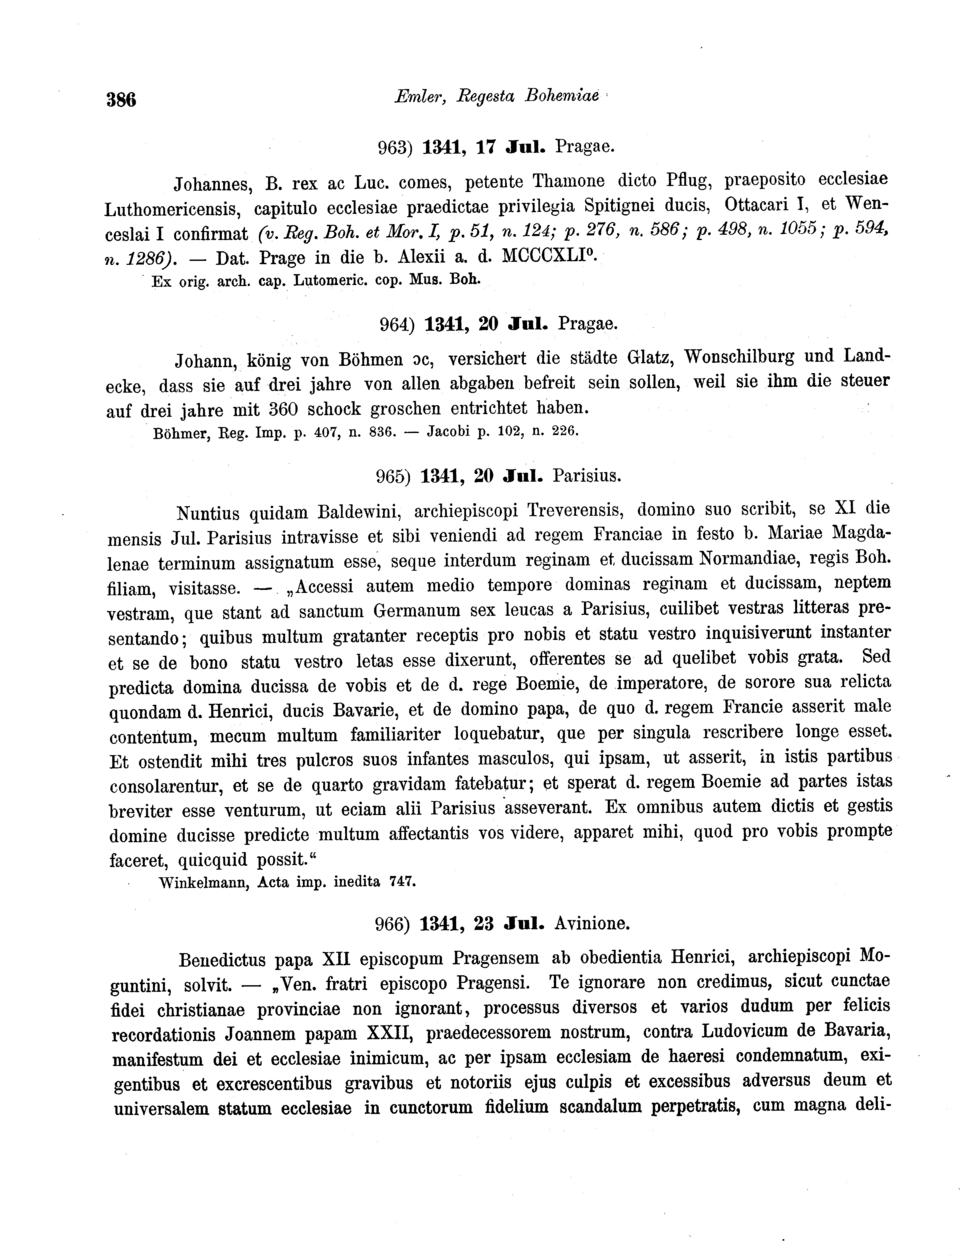 386
Emler, Regesta Bohemiae
963) 1341, 17 Jul. Pragae.
Johannes, B. rex ac Luc. comes, petente Thamone dicto Pflug, praeposito ecclesiae
Luthomericensis, capitulo ecclesiae praedictae privilegia Spitignei ducis, Ottacari I, et Wen-
ceslai I confirmat (v. Reg. Boh. et Mor. I, p. 51, n. 124; p. 276, n. 586; p. 498, n. 1055; p. 594,
n. 1286). — Dat. Prage in die b. Alexii a. d. MCCCXLI⁰.
Ex orig. arch. cap. Lutomeric. cop. Mus. Boh.
964) 1341, 20 Jul. Pragae.
Johann, könig von Böhmen ɔc, versichert die städte Glatz, Wonschilburg und Land-
ecke, dass sie auf drei jahre von allen abgaben befreit sein sollen, weil sie ihm die steuer
auf drei jahre mit 360 schock groschen entrichtet haben.
Böhmer, Reg. Imp. p. 407, n. 836. — Jacobi p. 102, n. 226.
965) 1341, 20 Jul. Parisius.
Nuntius quidam Baldewini, archiepiscopi Treverensis, domino suo scribit, se XI die
mensis Jul. Parisius intravisse et sibi veniendi ad regem Franciae in festo b. Mariae Magda-
lenae terminum assignatum esse, seque interdum reginam et ducissam Normandiae, regis Boh.
filiam, visitasse. — „Accessi autem medio tempore dominas reginam et ducissam, neptem
vestram, que stant ad sanctum Germanum sex leucas a Parisius, cuilibet vestras litteras pre-
sentando; quibus multum gratanter receptis pro nobis et statu vestro inquisiverunt instanter
et se de bono statu vestro letas esse dixerunt, offerentes se ad quelibet vobis grata. Sed
predicta domina ducissa de vobis et de d. rege Boemie, de imperatore, de sorore sua relicta
quondam d. Henrici, ducis Bavarie, et de domino papa, de quo d. regem Francie asserit male
contentum, mecum multum familiariter loquebatur, que per singula rescribere longe esset.
Et ostendit mihi tres pulcros suos infantes masculos, qui ipsam, ut asserit, in istis partibus
consolarentur, et se de quarto gravidam fatebatur; et sperat d. regem Boemie ad partes istas
breviter esse venturum, ut eciam alii Parisius asseverant. Ex omnibus autem dictis et gestis
domine ducisse predicte multum affectantis vos videre, apparet mihi, quod pro vobis prompte
faceret, quicquid possit.“
Winkelmann, Acta imp. inedita 747.
966) 1341, 23 Jul. Avinione.
Benedictus papa XII episcopum Pragensem ab obedientia Henrici, archiepiscopi Mo-
guntini, solvit. — „Ven. fratri episcopo Pragensi. Te ignorare non credimus, sicut cunctae
fidei christianae provinciae non ignorant, processus diversos et varios dudum per felicis
recordationis Joannem papam XXII, praedecessorem nostrum, contra Ludovicum de Bavaria,
manifestum dei et ecclesiae inimicum, ac per ipsam ecclesiam de haeresi condemnatum, exi-
gentibus et excrescentibus gravibus et notoriis ejus culpis et excessibus adversus deum et
universalem statum ecclesiae in cunctorum fidelium scandalum perpetratis, cum magna deli-